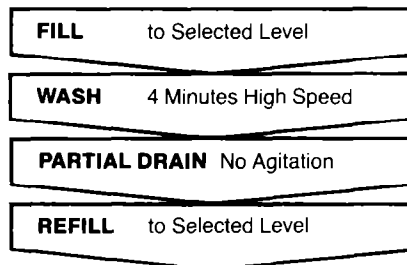 FILL to Selected Level
WASH 4 Minutes High Speed
PARTIAL DRAIN No Agitation
REFILL to Selected Level